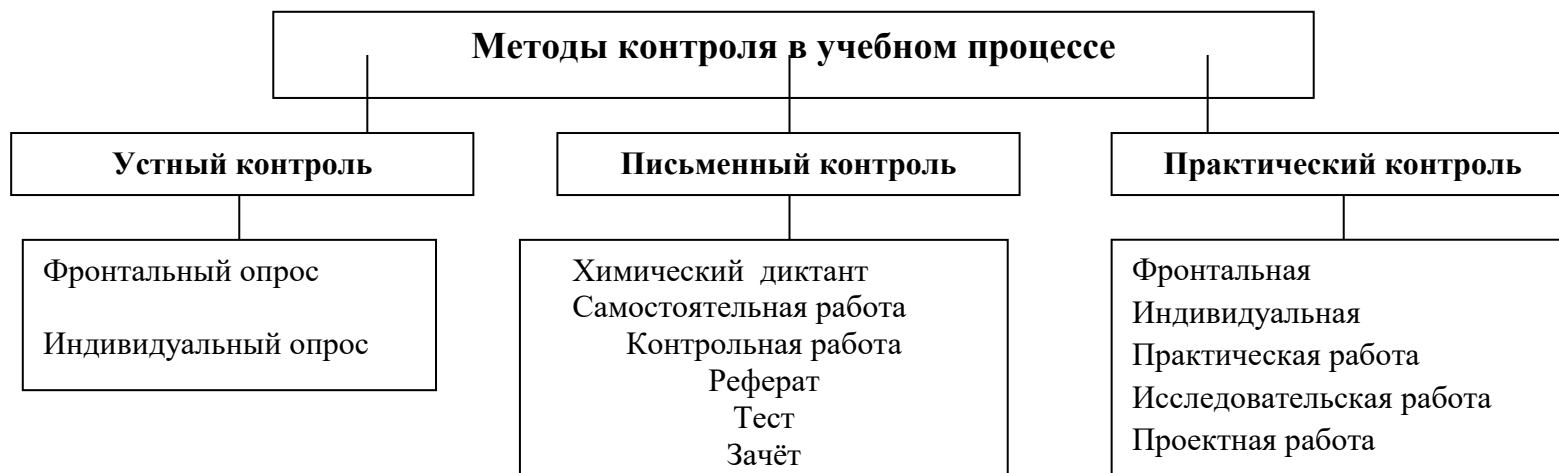 Методы контроля в учебном процессе
Устный контроль
Фронтальный опрос
Индивидуальный опрос
Письменный контроль
Химический диктант
Самостоятельная работа
Контрольная работа
Реферат
Тест
Зачёт
Практический контроль
Фронтальная
Индивидуальная
Практическая работа
Исследовательская работа
Проектная работа